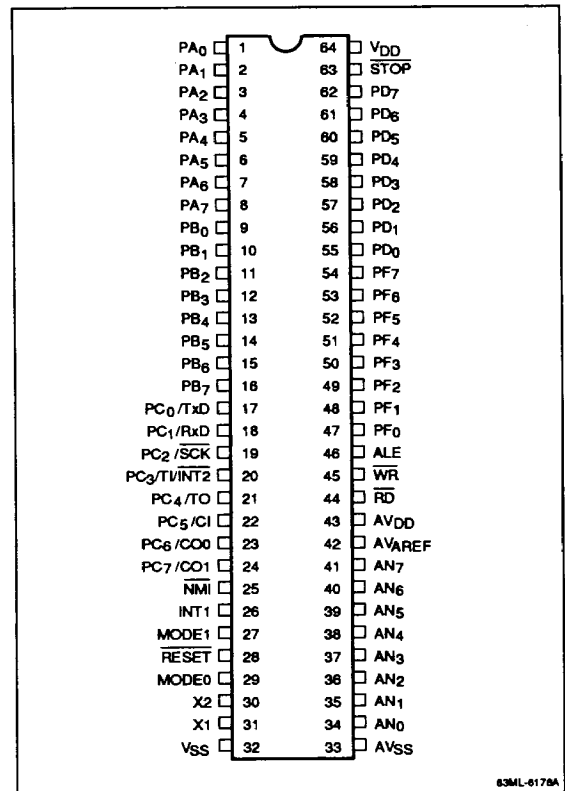 PA0 1 64 VDD
PA1 2 63 STOP
PA2 3 62 PD7
PA3 4 61 PD6
PA4 5 60 PD5
PA5 6 59 PD4
PA6 7 58 PD3
PA7 8 57 PD2
PB0 9 56 PD1
PB1 10 55 PD0
PB2 11 54 PF7
PB3 12 53 PF6
PB4 13 52 PF5
PB5 14 51 PF4
PB6 15 50 PF3
PB7 16 49 PF2
PC0/TxD 17 48 PF1
PC1/RxD 18 47 PF0
PC2/SCK 19 46 ALE
PC3/TI/INT2 20 45 WR
PC4/TO 21 44 RD
PC5/CI 22 43 AVDD
PC6/CO0 23 42 AVAREF
PC7/CO1 24 41 AN7
NMI 25 40 AN6
INT1 26 39 AN5
MODE1 27 38 AN4
RESET 28 37 AN3
MODE0 29 36 AN2
X2 30 35 AN1
X1 31 34 AN0
VSS 32 33 AVSS
83ML-6178A